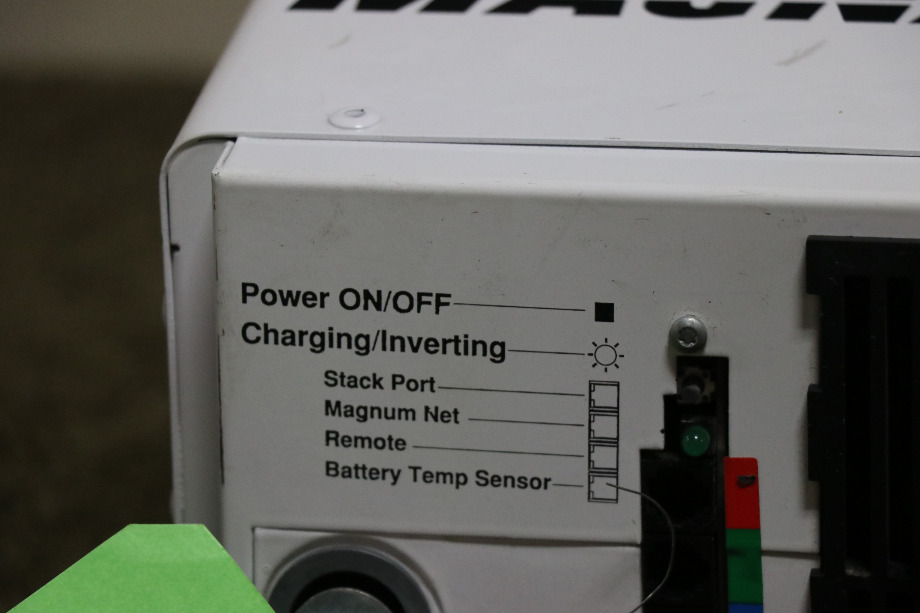 Power ON/OFF
Charging/Inverting
Stack Port
Magnum Net
Remote
Battery Temp Sensor